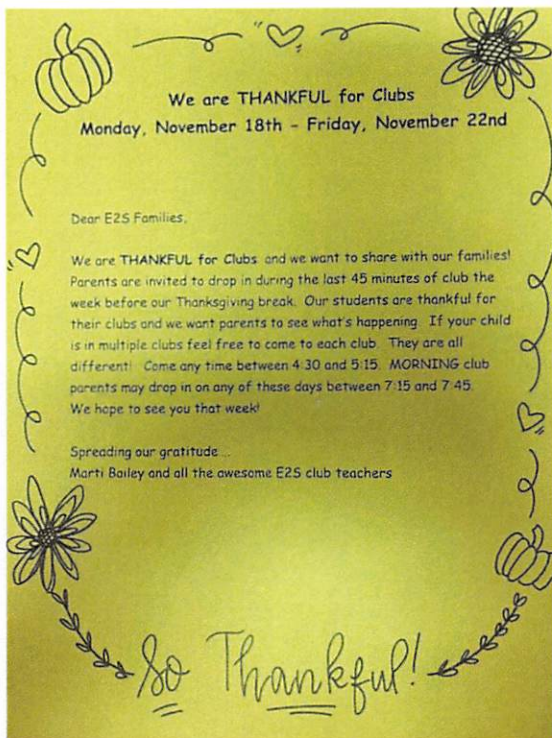 We are THANKFUL for Clubs
Monday, November 18th - Friday, November 22nd
Dear E2S Families,
We are THANKFUL for Clubs and we want to share with our families!
Parents are invited to drop in during the last 45 minutes of club the
week before our Thanksgiving break. Our students are thankful for
their clubs and we want parents to see what's happening. If your child
is in multiple clubs feel free to come to each club. They are all
different! Come any time between 4:30 and 5:15. MORNING club
parents may drop in on any of these days between 7:15 and 7:45.
We hope to see you that week!
Spreading our gratitude...
Marti Bailey and all the awesome E2S club teachers
So Thankful!